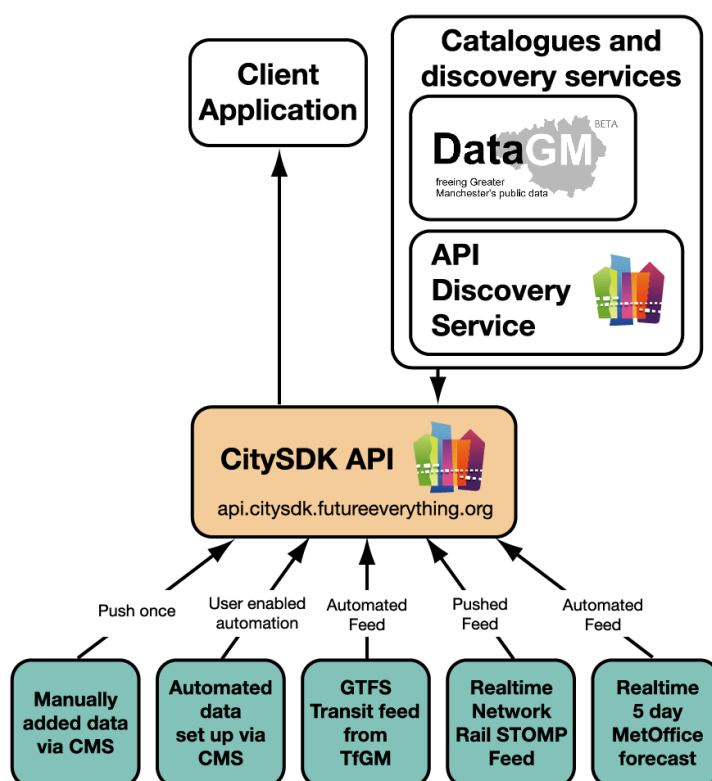 Client
Application
Catalogues and
discovery services
DataGM
BETA
freeing Greater
Manchester's public data
API
Discovery
Service
CitySDK API
api.citysdk.futureeverything.org
Push once
User enabled
automation
Automated
Feed
Pushed
Feed
Automated
Feed
Manually
added data
via CMS
Automated
data
set up via
CMS
GTFS
Transit feed
from
TfGM
Realtime
Network
Rail STOMP
Feed
Realtime
5 day
MetOffice
forecast